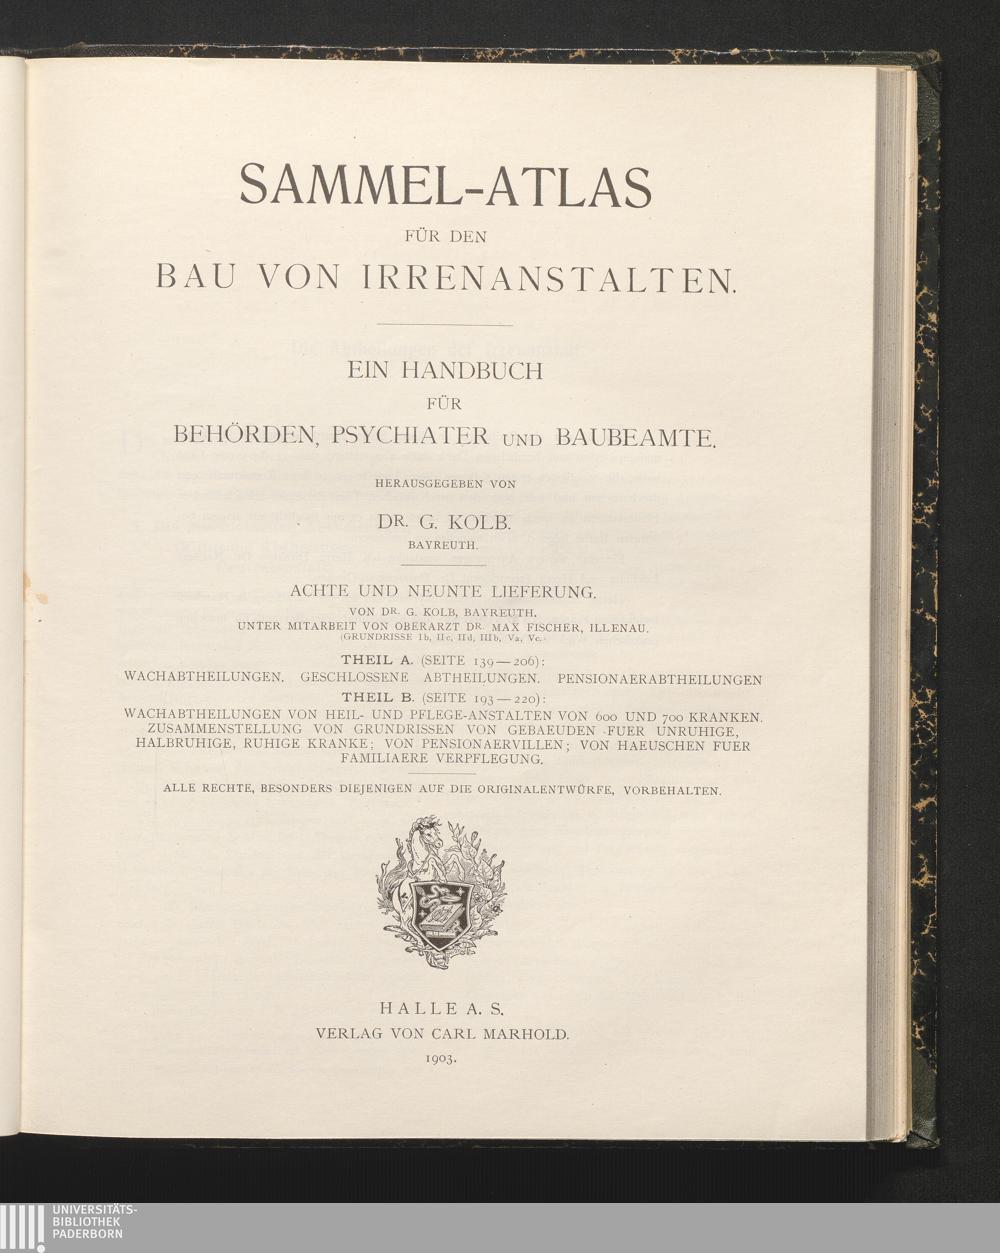 SAMMEL-ATLAS
FÜR DEN
BAU VON IRRENANSTALTEN.
EIN HANDBUCH
FÜR
BEHÖRDEN, PSYCHIATER UND BAUBEAMTE.
HERAUSGEGEBEN VON
DR. G. KOLB.
BAYREUTH.
ACHTE UND NEUNTE LIEFERUNG.
VON DR. G. KOLB, BAYREUTH.
UNTER MITARBEIT VON OBERARZT DR. MAX FISCHER, ILLENAU.
(GRUNDRISSE Ib, IIc, IId, IIIb, Va, Vc.
THEIL A. (SEITE 139—206):
WACHABTHEILUNGEN. GESCHLOSSENE ABTHEILUNGEN. PENSIONAERABTHEILUNGEN
THEIL B. (SEITE 193—220):
WACHABTHEILUNGEN VON HEIL- UND PFLEGE-ANSTALTEN VON 600 UND 700 KRANKEN.
ZUSAMMENSTELLUNG VON GRUNDRISSEN VON GEBAEUDEN FUER UNRUHIGE,
HALBRUHIGE, RUHIGE KRANKE; VON PENSIONAERVILLEN; VON HAEUSCHEN FUER
FAMILIAERE VERPFLEGUNG.
ALLE RECHTE, BESONDERS DIEJENIGEN AUF DIE ORIGINALENTWÜRFE, VORBEHALTEN.
HALLE A. S.
VERLAG VON CARL MARHOLD.
1903.
UNIVERSITÄTS-
BIBLIOTHEK
PADERBORN